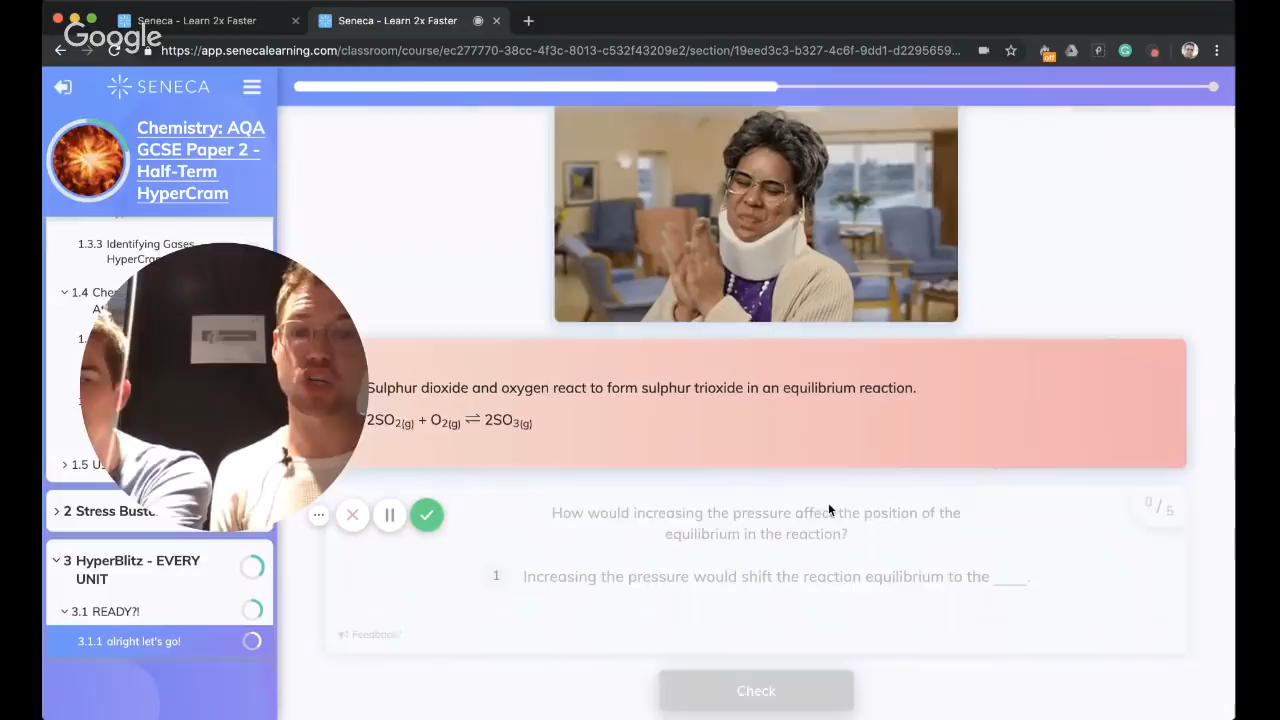 Seneca - Learn 2x Faster
Seneca - Learn 2x Faster
Google
https://app.senecalearning.com/classroom/course/ec277770-38cc-4f3c-8013-c532f43209e2/section/19eed3c3-b327-4c6f-9dd1-d2295659...
off
SENECA
Chemistry: AQA
GCSE Paper 2 -
Half-Term
HyperCram
1.3.3 Identifying Gases
1.4
1.5
2 Stress
3 HyperBlitz - EVERY
UNIT
3.1 READY?!
3.1.1 alright let's go!
Sulphur dioxide and oxygen react to form sulphur trioxide in an equilibrium reaction.
2SO2(g) + O2(g) ⇌ 2SO3(g)
0 / 5
How would increasing the pressure affect the position of the
equilibrium in the reaction?
1 Increasing the pressure would shift the reaction equilibrium to the ____.
Feedback?
Check